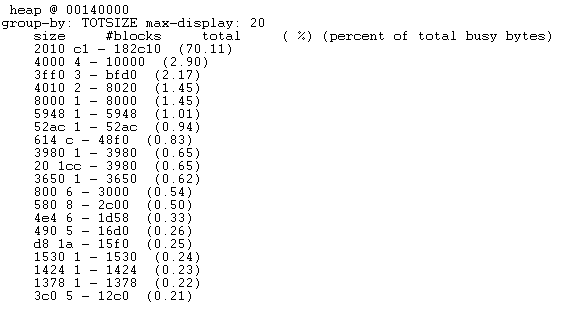 heap @ 00140000
group-by: TOTSIZE max-display: 20
size #blocks total ( %) (percent of total busy bytes)
2010 c1 - 182c10 (70.11)
4000 4 - 10000 (2.90)
3ff0 3 - bfd0 (2.17)
4010 2 - 8020 (1.45)
8000 1 - 8000 (1.45)
5948 1 - 5948 (1.01)
52ac 1 - 52ac (0.94)
614 c - 48f0 (0.83)
3980 1 - 3980 (0.65)
20 1cc - 3980 (0.65)
3650 1 - 3650 (0.62)
800 6 - 3000 (0.54)
580 8 - 2c00 (0.50)
4e4 6 - 1d58 (0.33)
490 5 - 16d0 (0.26)
d8 1a - 15f0 (0.25)
1530 1 - 1530 (0.24)
1424 1 - 1424 (0.23)
1378 1 - 1378 (0.22)
3c0 5 - 12c0 (0.21)